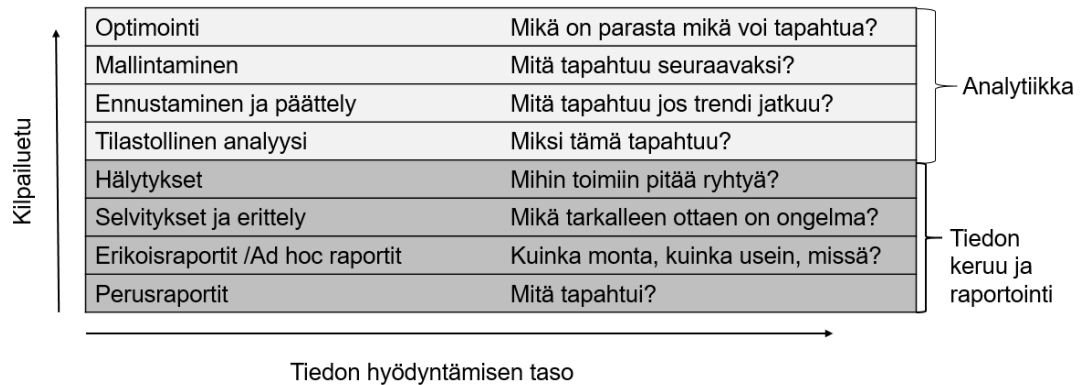 Optimointi Mikä on parasta mikä voi tapahtua?
Mallintaminen Mitä tapahtuu seuraavaksi?
Ennustaminen ja päättely Mitä tapahtuu jos trendi jatkuu?
Tilastollinen analyysi Miksi tämä tapahtuu?
Hälytykset Mihin toimiin pitää ryhtyä?
Selvitykset ja erittely Mikä tarkalleen ottaen on ongelma?
Erikoisraportit /Ad hoc raportit Kuinka monta, kuinka usein, missä?
Perusraportit Mitä tapahtui?
Kilpailuetu
Analytiikka
Tiedon
keruu ja
raportointi
Tiedon hyödyntämisen taso